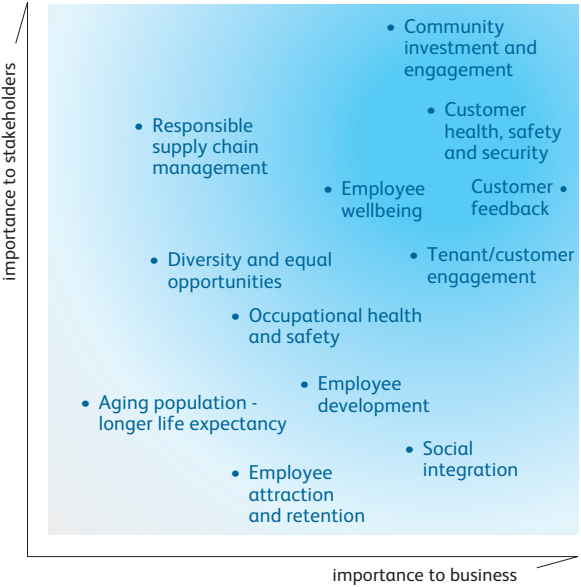 importance to stakeholders
Community
investment and
engagement
Customer
health, safety
and security
Responsible
supply chain
management
Employee
wellbeing
Customer
feedback
Tenant/customer
engagement
Diversity and equal
opportunities
Occupational health
and safety
Employee
development
Aging population -
longer life expectancy
Social
integration
Employee
attraction
and retention
importance to business